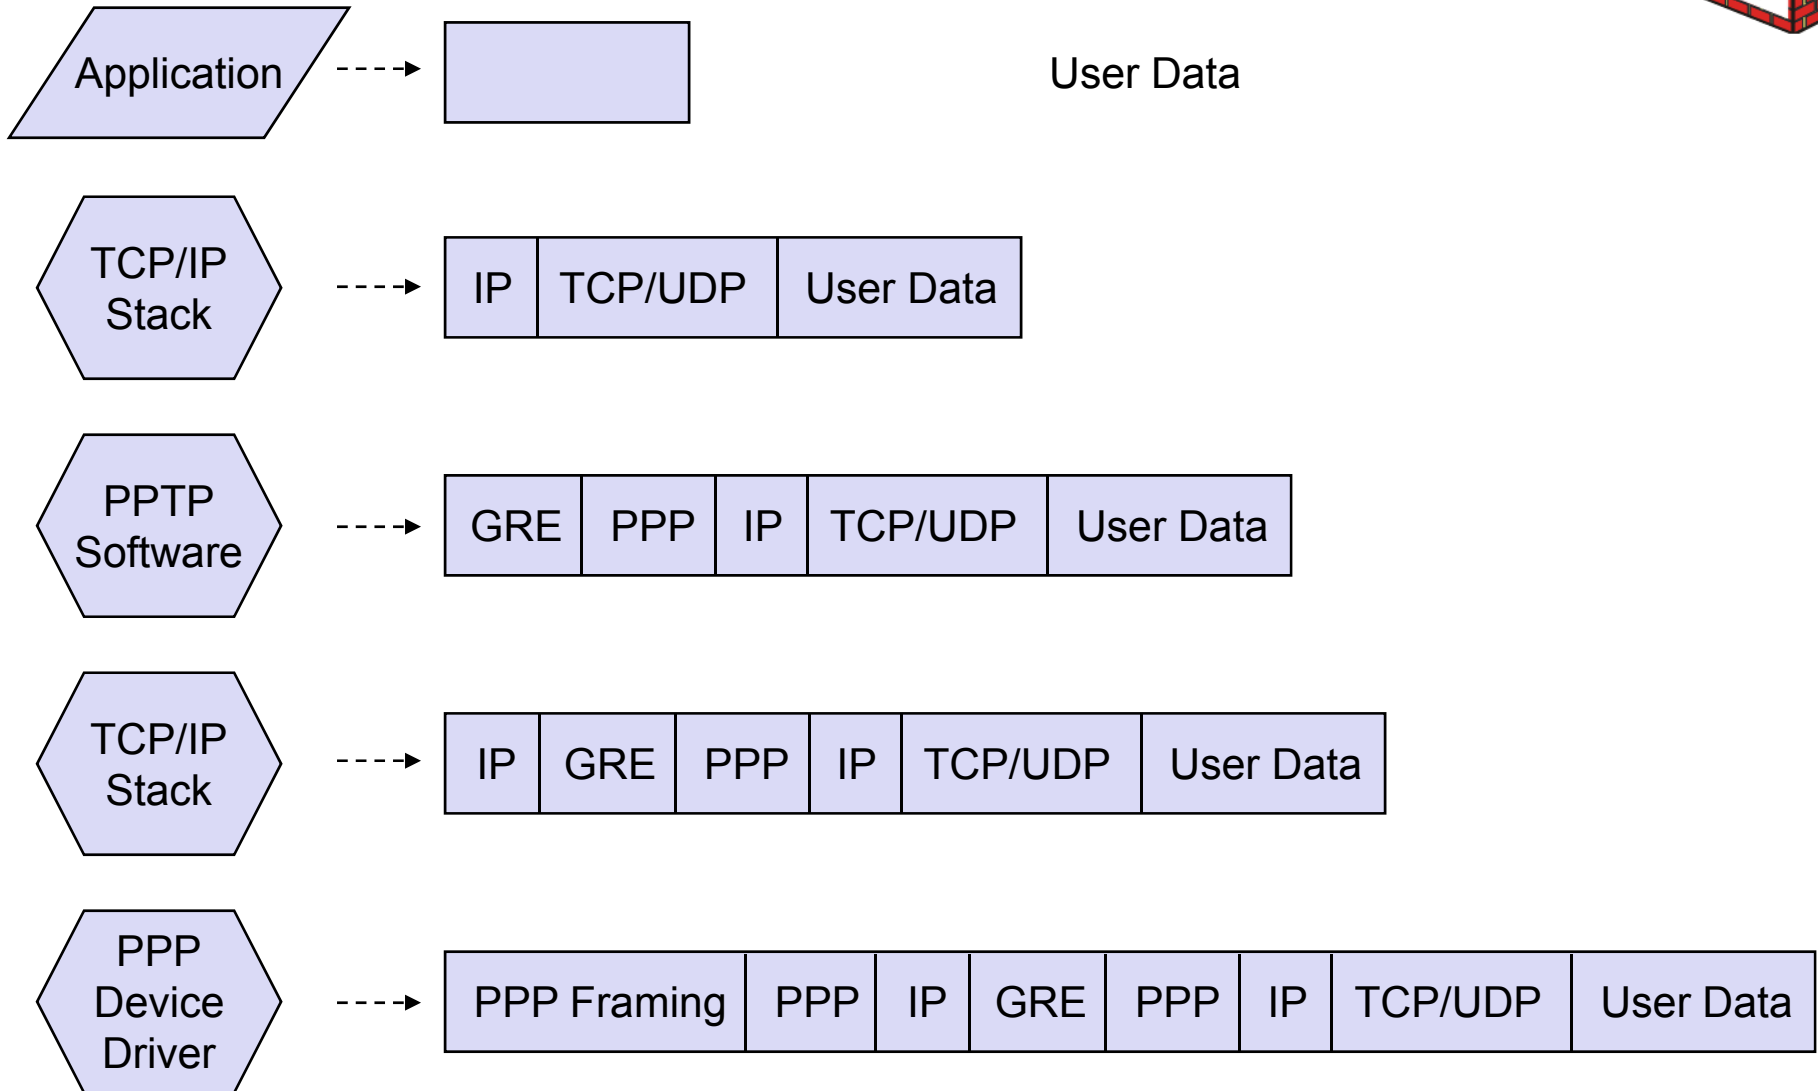 Application User Data
TCP/IP
Stack
IP TCP/UDP User Data
PPTP
Software
GRE PPP IP TCP/UDP User Data
TCP/IP
Stack
IP GRE PPP IP TCP/UDP User Data
PPP
Device
Driver
PPP Framing PPP IP GRE PPP IP TCP/UDP User Data